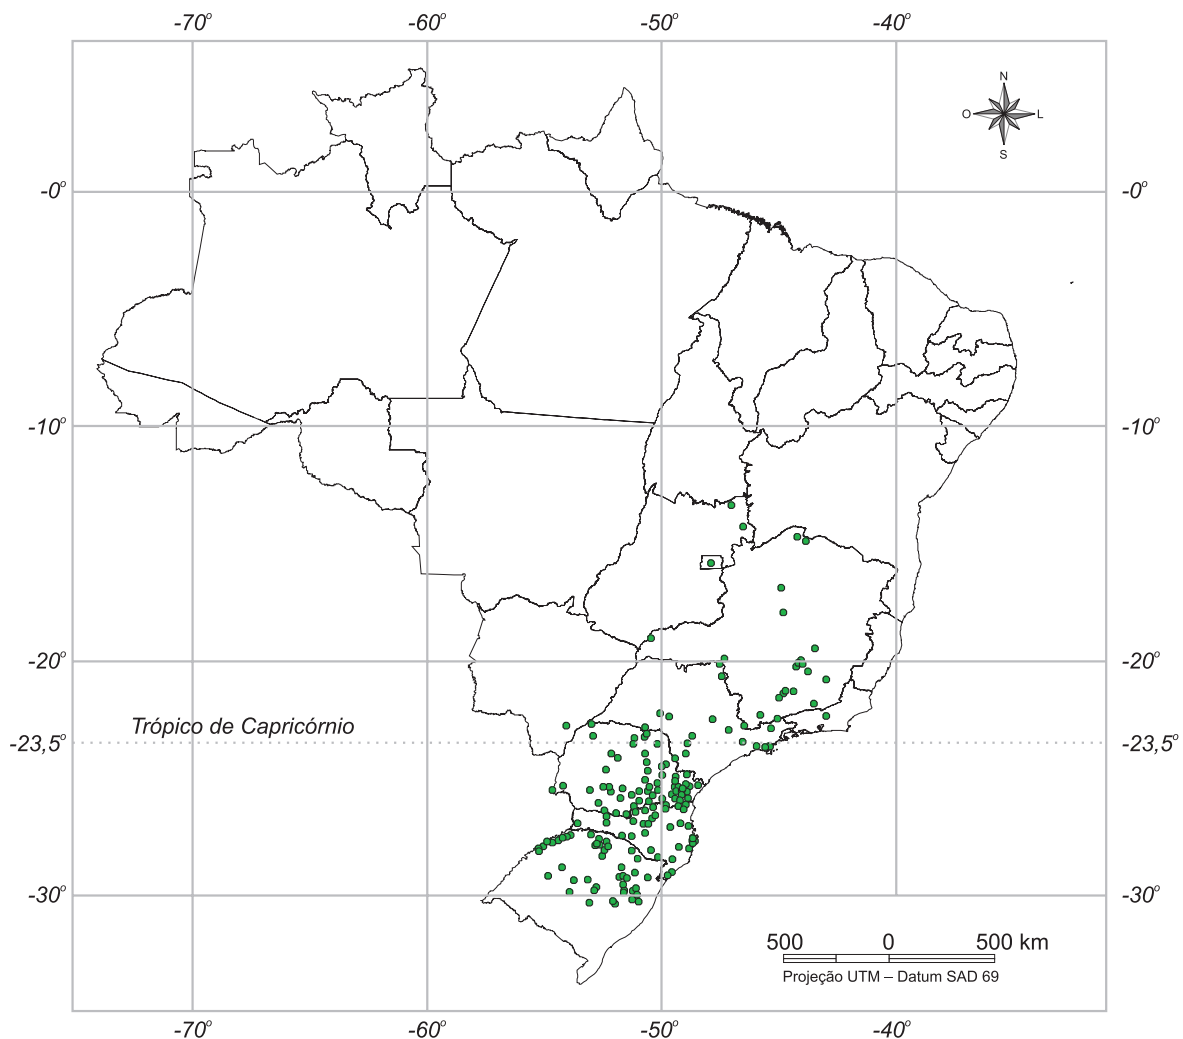 -70º -60º -50º -40º
N
O L
S
-0º -0º
-10º -10º
-20º -20º
Trópico de Capricórnio
-23,5º -23,5º
-30º -30º
500 0 500 km
Projeção UTM – Datum SAD 69
-70º -60º -50º -40º